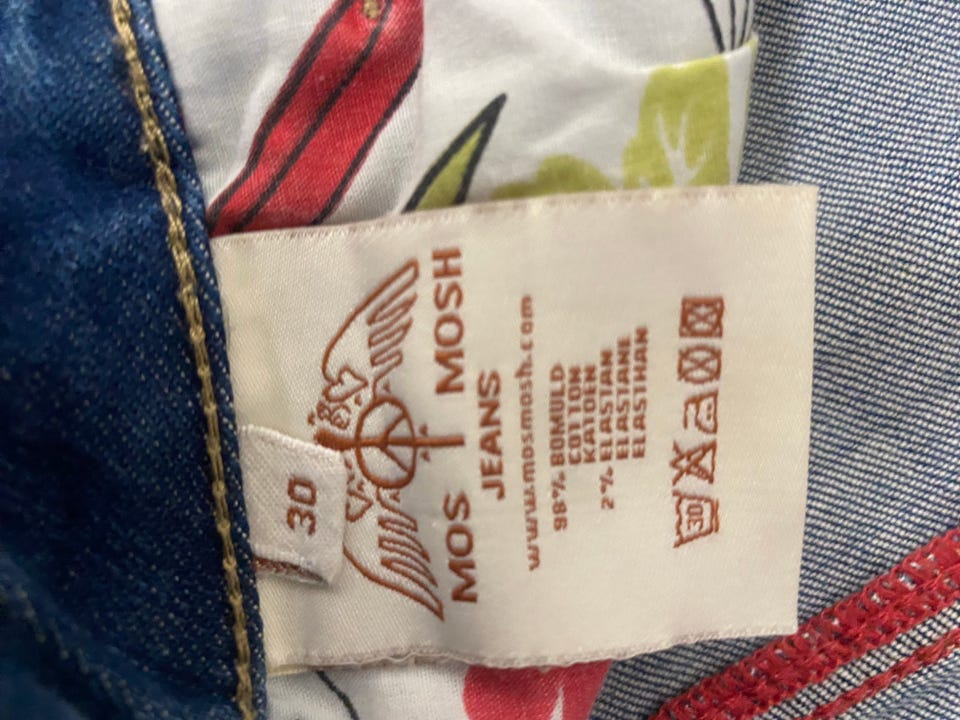 30
MOS MOSH
JEANS
www.mosmosh.com
98% BOMULD
COTTON
KATOEN
2% ELASTAN
ELASTANE
ELASTHAN
30